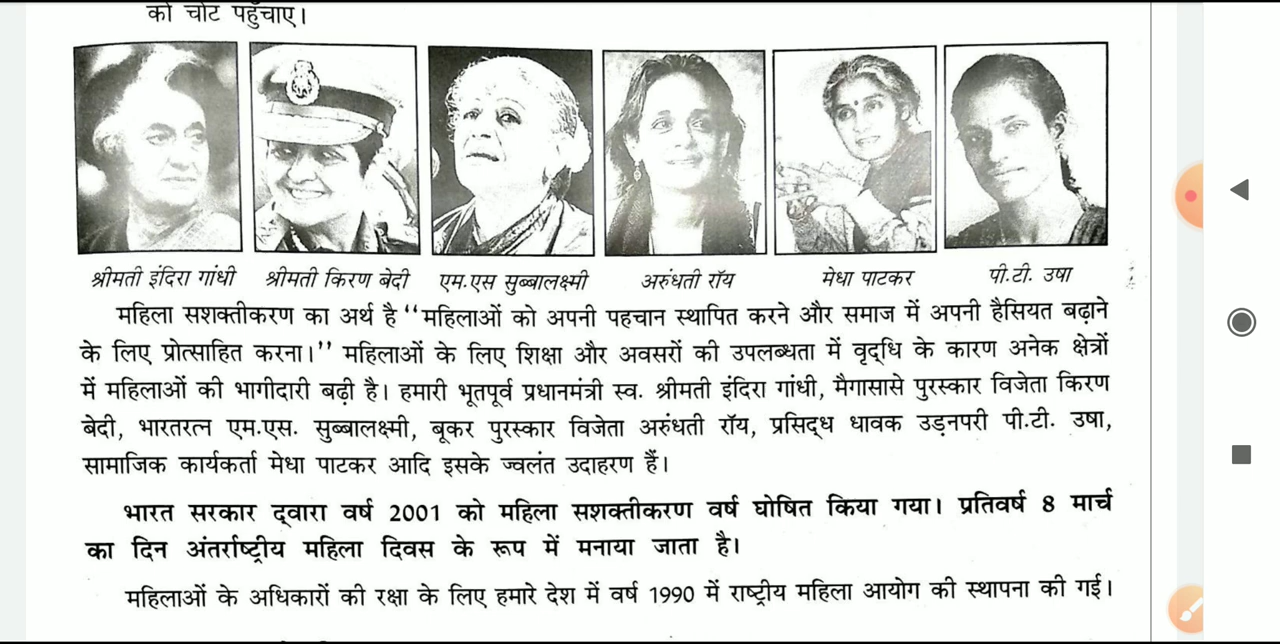 को चोट पहुँचाए।
श्रीमती इंदिरा गांधी श्रीमती किरण बेदी एम.एस सुब्बालक्ष्मी अरुंधती रॉय मेधा पाटकर पी.टी. उषा
महिला सशक्तीकरण का अर्थ है ‘‘महिलाओं को अपनी पहचान स्थापित करने और समाज में अपनी हैसियत बढ़ाने
के लिए प्रोत्साहित करना।’’ महिलाओं के लिए शिक्षा और अवसरों की उपलब्धता में वृद्धि के कारण अनेक क्षेत्रों
में महिलाओं की भागीदारी बढ़ी है। हमारी भूतपूर्व प्रधानमंत्री स्व. श्रीमती इंदिरा गांधी, मैगासासे पुरस्कार विजेता किरण
बेदी, भारतरत्न एम.एस. सुब्बालक्ष्मी, बूकर पुरस्कार विजेता अरुंधती रॉय, प्रसिद्ध धावक उड़नपरी पी.टी. उषा,
सामाजिक कार्यकर्ता मेधा पाटकर आदि इसके ज्वलंत उदाहरण हैं।
भारत सरकार द्वारा वर्ष 2001 को महिला सशक्तीकरण वर्ष घोषित किया गया। प्रतिवर्ष 8 मार्च
का दिन अंतर्राष्ट्रीय महिला दिवस के रूप में मनाया जाता है।
महिलाओं के अधिकारों की रक्षा के लिए हमारे देश में वर्ष 1990 में राष्ट्रीय महिला आयोग की स्थापना की गई।